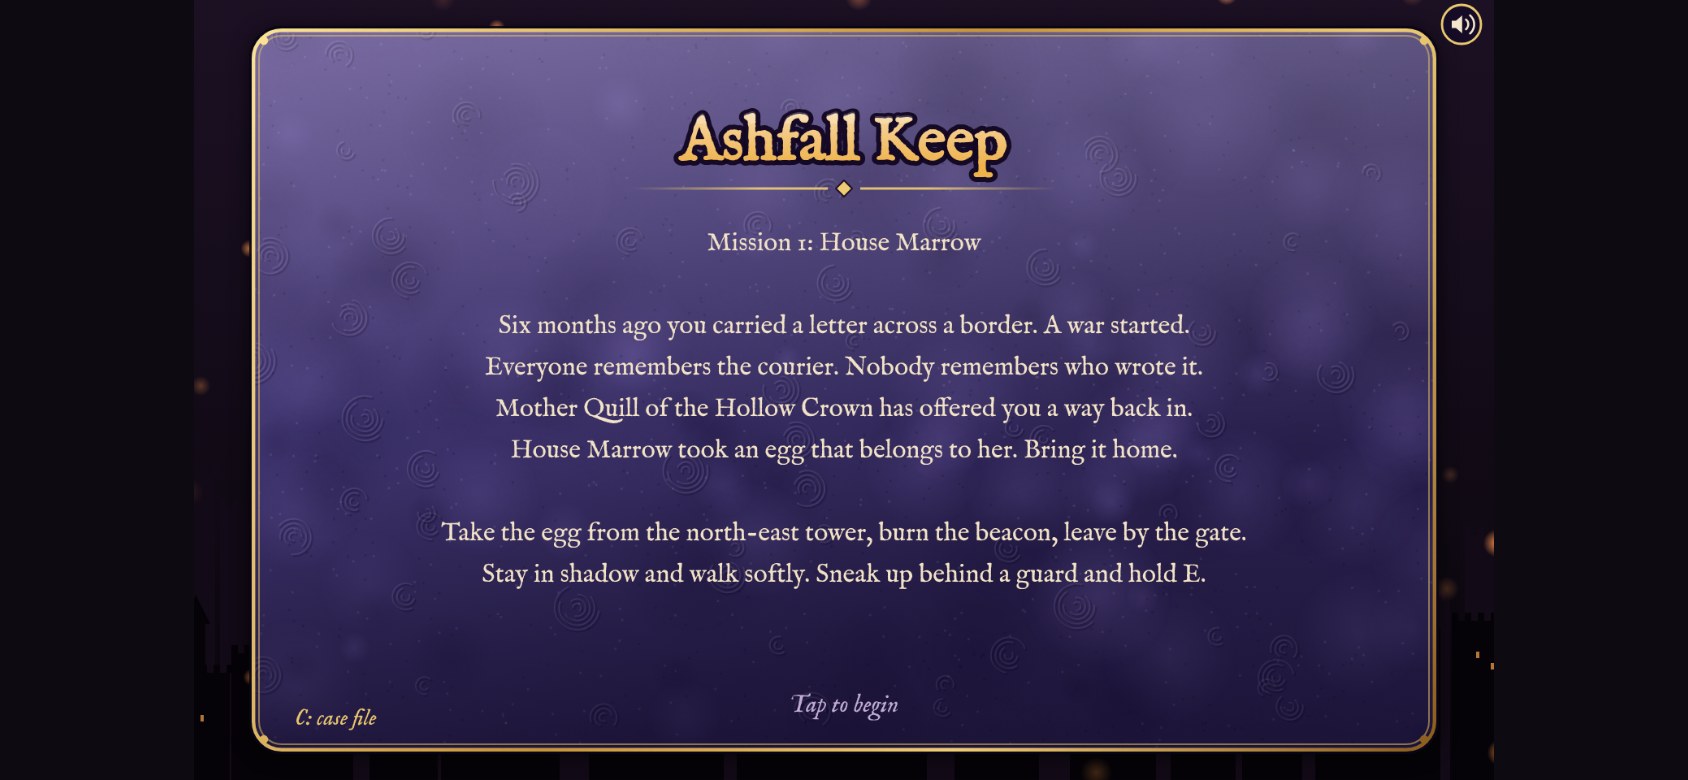 Ashfall Keep
Mission 1: House Marrow
Six months ago you carried a letter across a border. A war started.
Everyone remembers the courier. Nobody remembers who wrote it.
Mother Quill of the Hollow Crown has offered you a way back in.
House Marrow took an egg that belongs to her. Bring it home.
Take the egg from the north-east tower, burn the beacon, leave by the gate.
Stay in shadow and walk softly. Sneak up behind a guard and hold E.
Tap to begin
C: case file